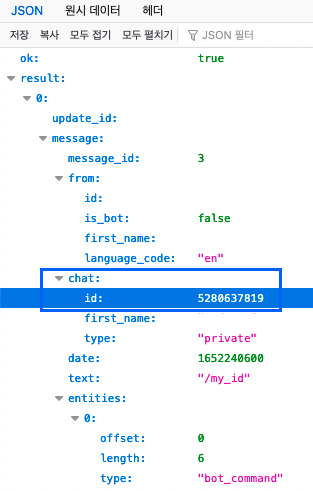 JSON 원시 데이터 헤더
저장 복사 모두 접기 모두 펼치기 JSON 필터
ok: true
result:
0:
update_id:
message:
message_id: 3
from:
id:
is_bot: false
first_name:
language_code: "en"
chat:
id: 5280637819
first_name:
type: "private"
date: 1652240600
text: "/my_id"
entities:
0:
offset: 0
length: 6
type: "bot_command"